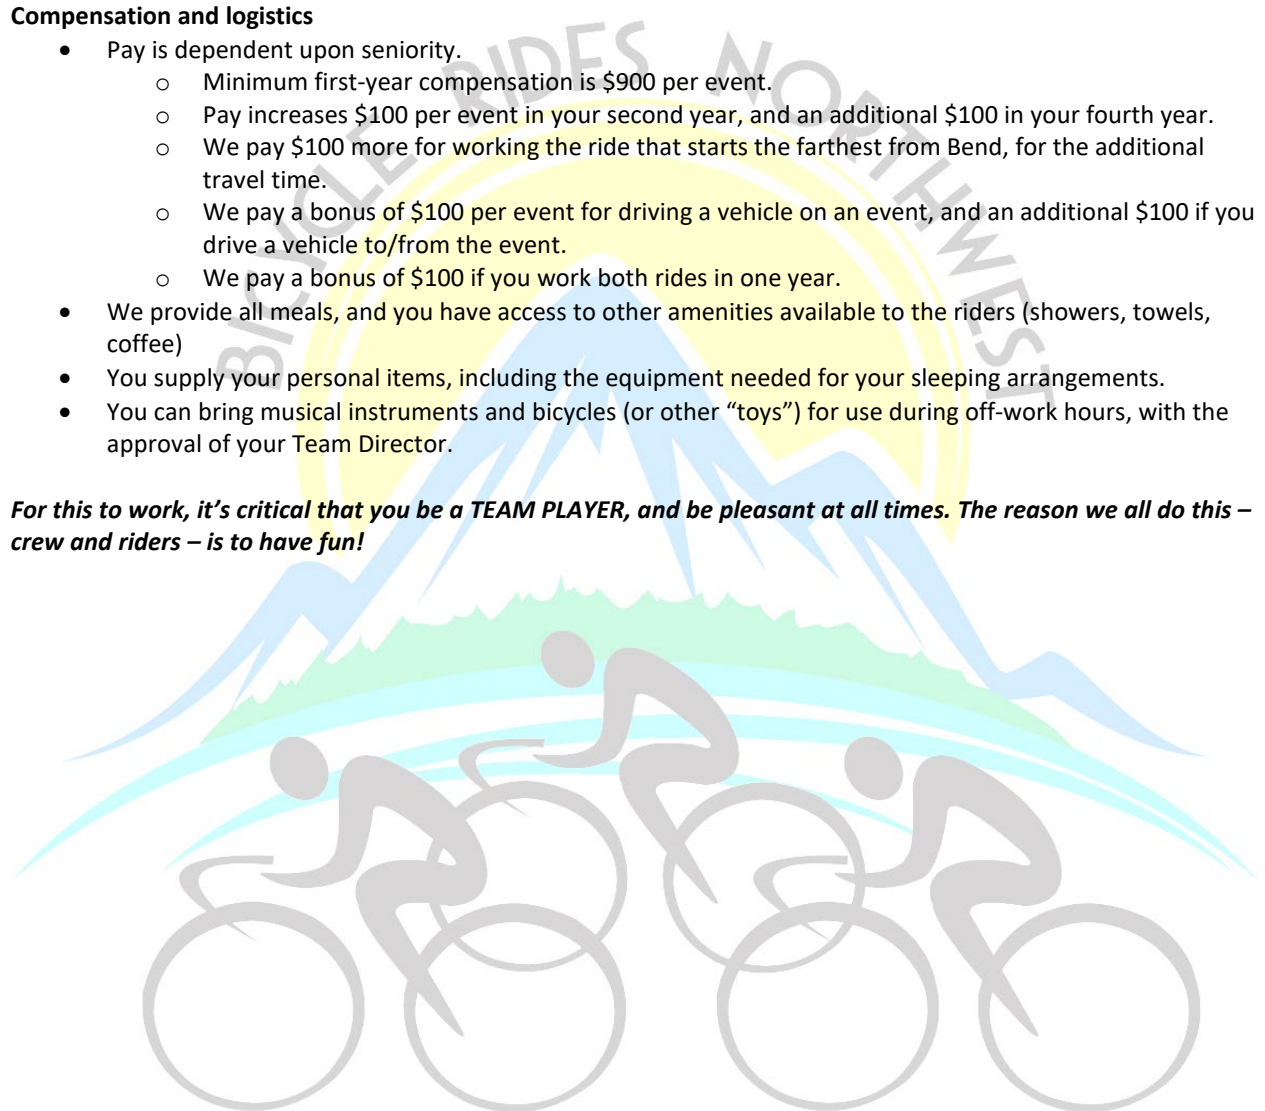 Compensation and logistics
• Pay is dependent upon seniority.
o Minimum first-year compensation is $900 per event.
o Pay increases $100 per event in your second year, and an additional $100 in your fourth year.
o We pay $100 more for working the ride that starts the farthest from Bend, for the additional
travel time.
o We pay a bonus of $100 per event for driving a vehicle on an event, and an additional $100 if you
drive a vehicle to/from the event.
o We pay a bonus of $100 if you work both rides in one year.
• We provide all meals, and you have access to other amenities available to the riders (showers, towels,
coffee)
• You supply your personal items, including the equipment needed for your sleeping arrangements.
• You can bring musical instruments and bicycles (or other “toys”) for use during off-work hours, with the
approval of your Team Director.
For this to work, it’s critical that you be a TEAM PLAYER, and be pleasant at all times. The reason we all do this –
crew and riders – is to have fun!
BICYCLE RIDES NORTHWEST